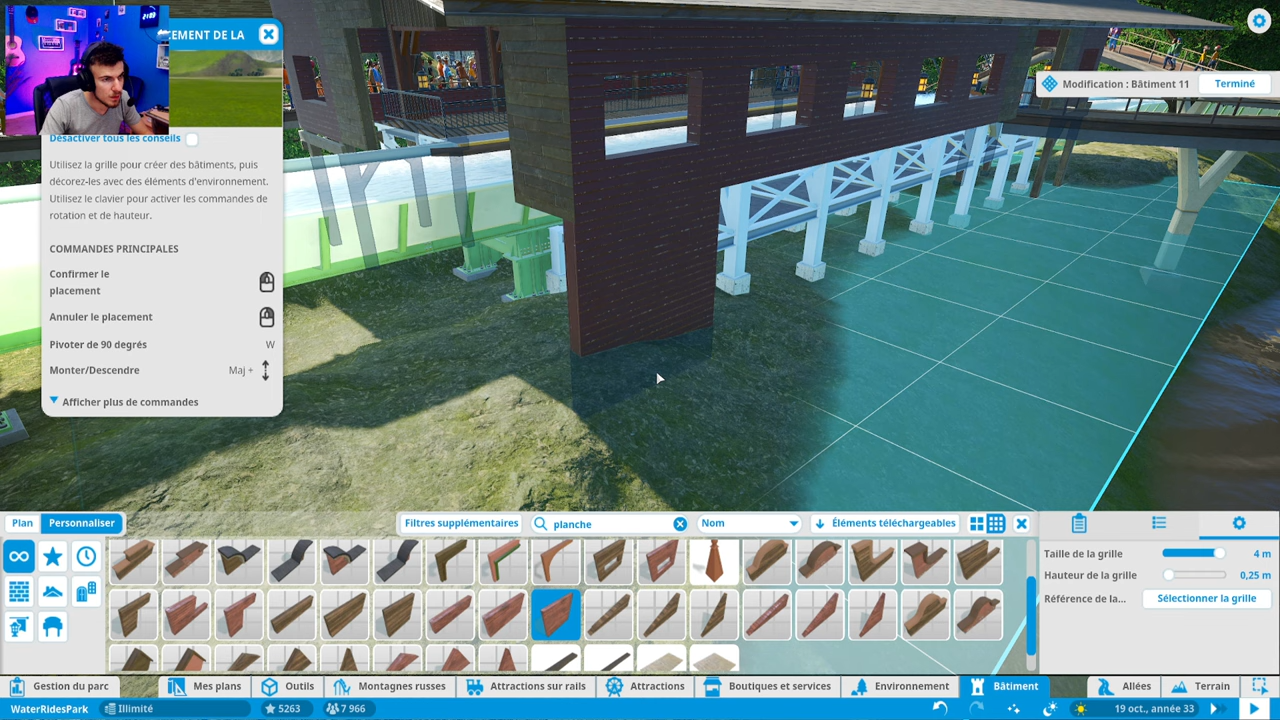 CEMENT DE LA
Désactiver tous les conseils
Utilisez la grille pour créer des bâtiments, puis
décorez-les avec des éléments d'environnement.
Utilisez le clavier pour activer les commandes de
rotation et de hauteur.
COMMANDES PRINCIPALES
Confirmer le
placement
Annuler le placement
Pivoter de 90 degrés W
Monter/Descendre Maj +
Afficher plus de commandes
Modification : Bâtiment 11 Terminé
Plan Personnaliser Filtres supplémentaires planche Nom Éléments téléchargeables
Taille de la grille 4 m
Hauteur de la grille 0,25 m
Référence de la... Sélectionner la grille
Gestion du parc Mes plans Outils Montagnes russes Attractions sur rails Attractions Boutiques et services Environnement Bâtiment Allées Terrain
WaterRidesPark Illimité 5263 7 966 19 oct., année 33